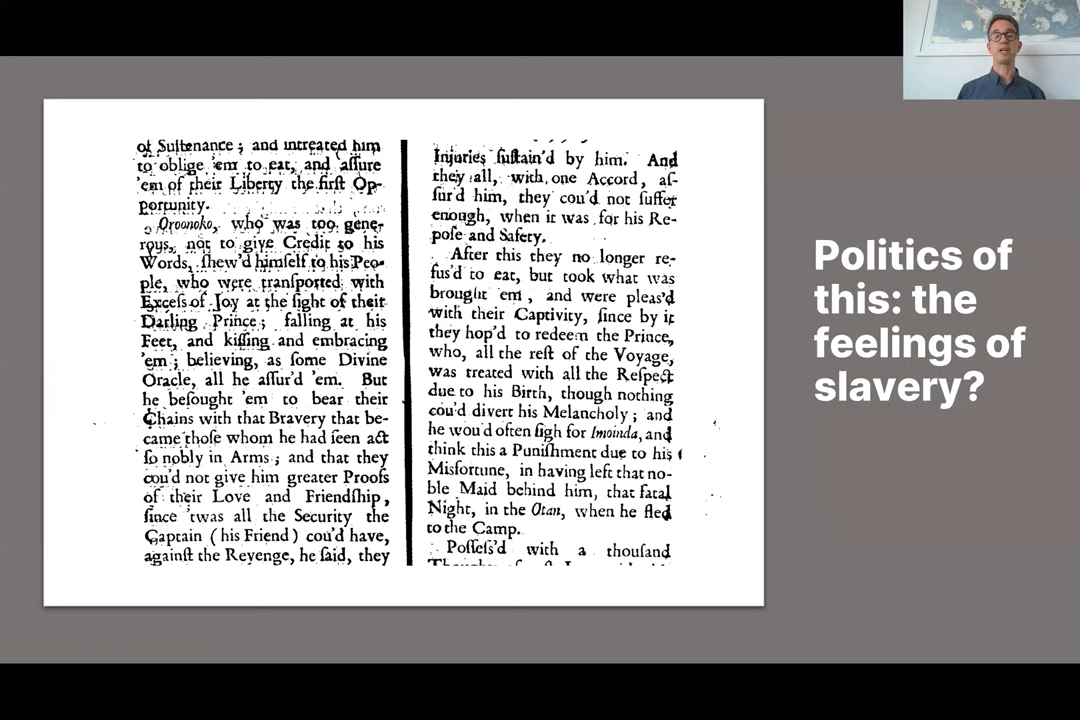 of Sustenance ; and intreated him
to oblige 'em to eat, and assure
'em of their Liberty the first Op-
portunity.
Oroonoko, who was too gene-
rous, not to give Credit to his
Words, shew'd himself to his Peo-
ple, who were transported with
Excess of Joy at the sight of their
Darling Prince ; falling at his
Feet, and kissing and embracing
'em ; believing, as some Divine
Oracle, all he assur'd 'em. But
he besought 'em to bear their
Chains with that Bravery that be-
came those whom he had seen act
so nobly in Arms ; and that they
cou'd not give him greater Proofs
of their Love and Friendship,
since 'twas all the Security the
Captain ( his Friend ) cou'd have,
against the Revenge, he said, they
Injuries sustain'd by him. And
they all, with one Accord, as-
sur'd him, they cou'd not suffer
enough, when it was for his Re-
pose and Safety.
After this they no longer re-
fus'd to eat, but took what was
brought 'em, and were pleas'd
with their Captivity, since by it
they hop'd to redeem the Prince,
who, all the rest of the Voyage,
was treated with all the Respect
due to his Birth, though nothing
cou'd divert his Melancholy ; and
he wou'd often sigh for Imoinda, and
think this a Punishment due to his
Misfortune, in having left that no-
ble Maid behind him, that fatal
Night, in the Otan, when he fled
to the Camp.
Possess'd with a thousand
Politics of
this: the
feelings of
slavery?